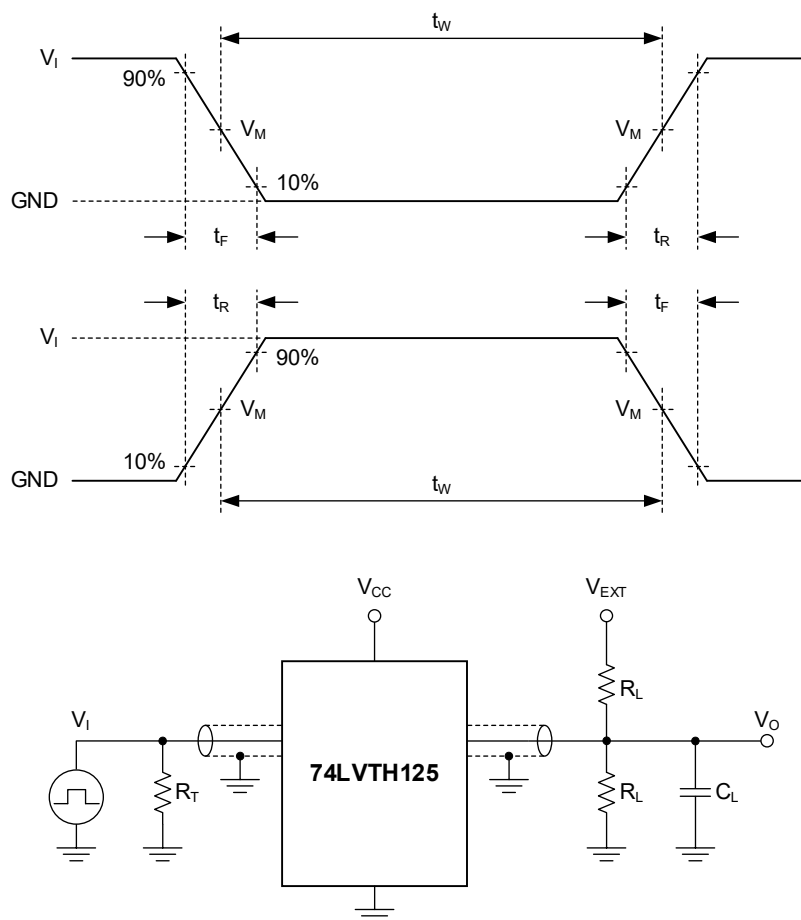 t_W
V_I
90%
V_M
V_M
10%
GND
t_F
t_R
t_R
t_F
V_I
90%
V_M
V_M
10%
GND
t_W
V_CC
V_EXT
R_L
V_I
V_O
74LVTH125
R_T
R_L
C_L